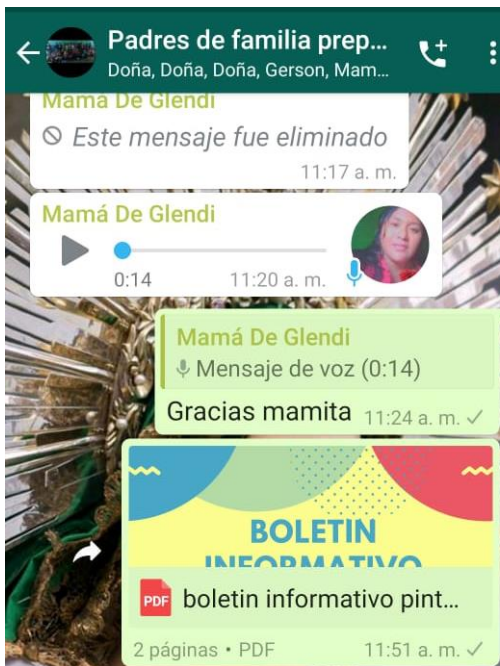 Padres de familia prep...
Doña, Doña, Doña, Gerson, Mam...
Mamá De Glendi
Este mensaje fue eliminado
11:17 a. m.
Mamá De Glendi
0:14 11:20 a. m.
Mamá De Glendi
Mensaje de voz (0:14)
Gracias mamita 11:24 a. m.
BOLETIN
INFORMATIVO
PDF boletin informativo pint...
2 páginas • PDF 11:51 a. m.